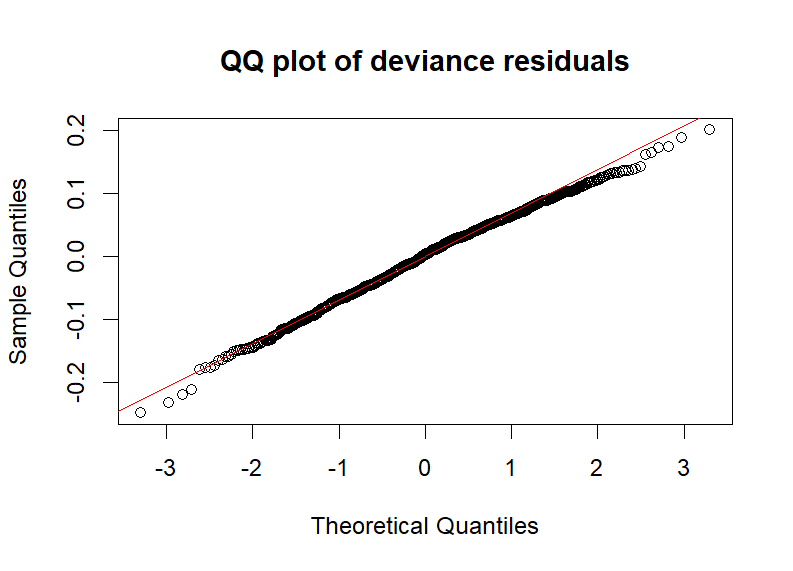 QQ plot of deviance residuals
Sample Quantiles
0.2
0.1
0.0
-0.1
-0.2
-3 -2 -1 0 1 2 3
Theoretical Quantiles